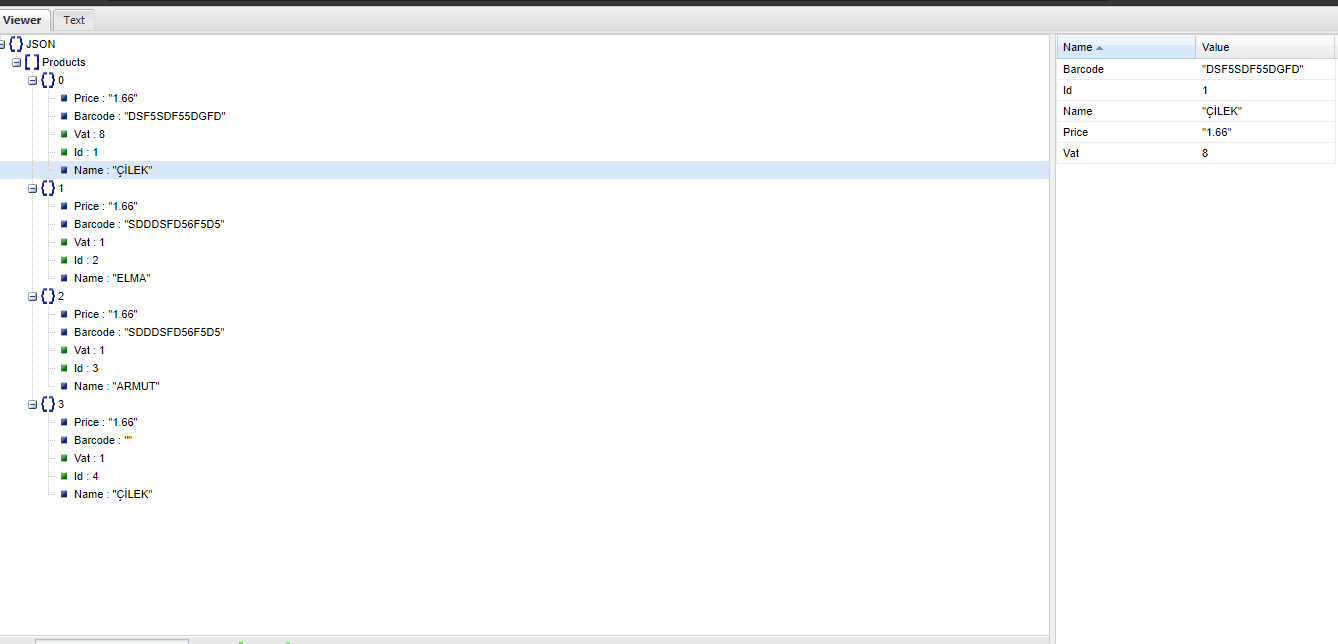 Viewer Text
JSON
Products
0
Price : "1.66"
Barcode : "DSF5SDF55DGFD"
Vat : 8
Id : 1
Name : "ÇİLEK"
1
Price : "1.66"
Barcode : "SDDDSFD56F5D5"
Vat : 1
Id : 2
Name : "ELMA"
2
Price : "1.66"
Barcode : "SDDDSFD56F5D5"
Vat : 1
Id : 3
Name : "ARMUT"
3
Price : "1.66"
Barcode : ""
Vat : 1
Id : 4
Name : "ÇİLEK"
Name Value
Barcode "DSF5SDF55DGFD"
Id 1
Name "ÇİLEK"
Price "1.66"
Vat 8